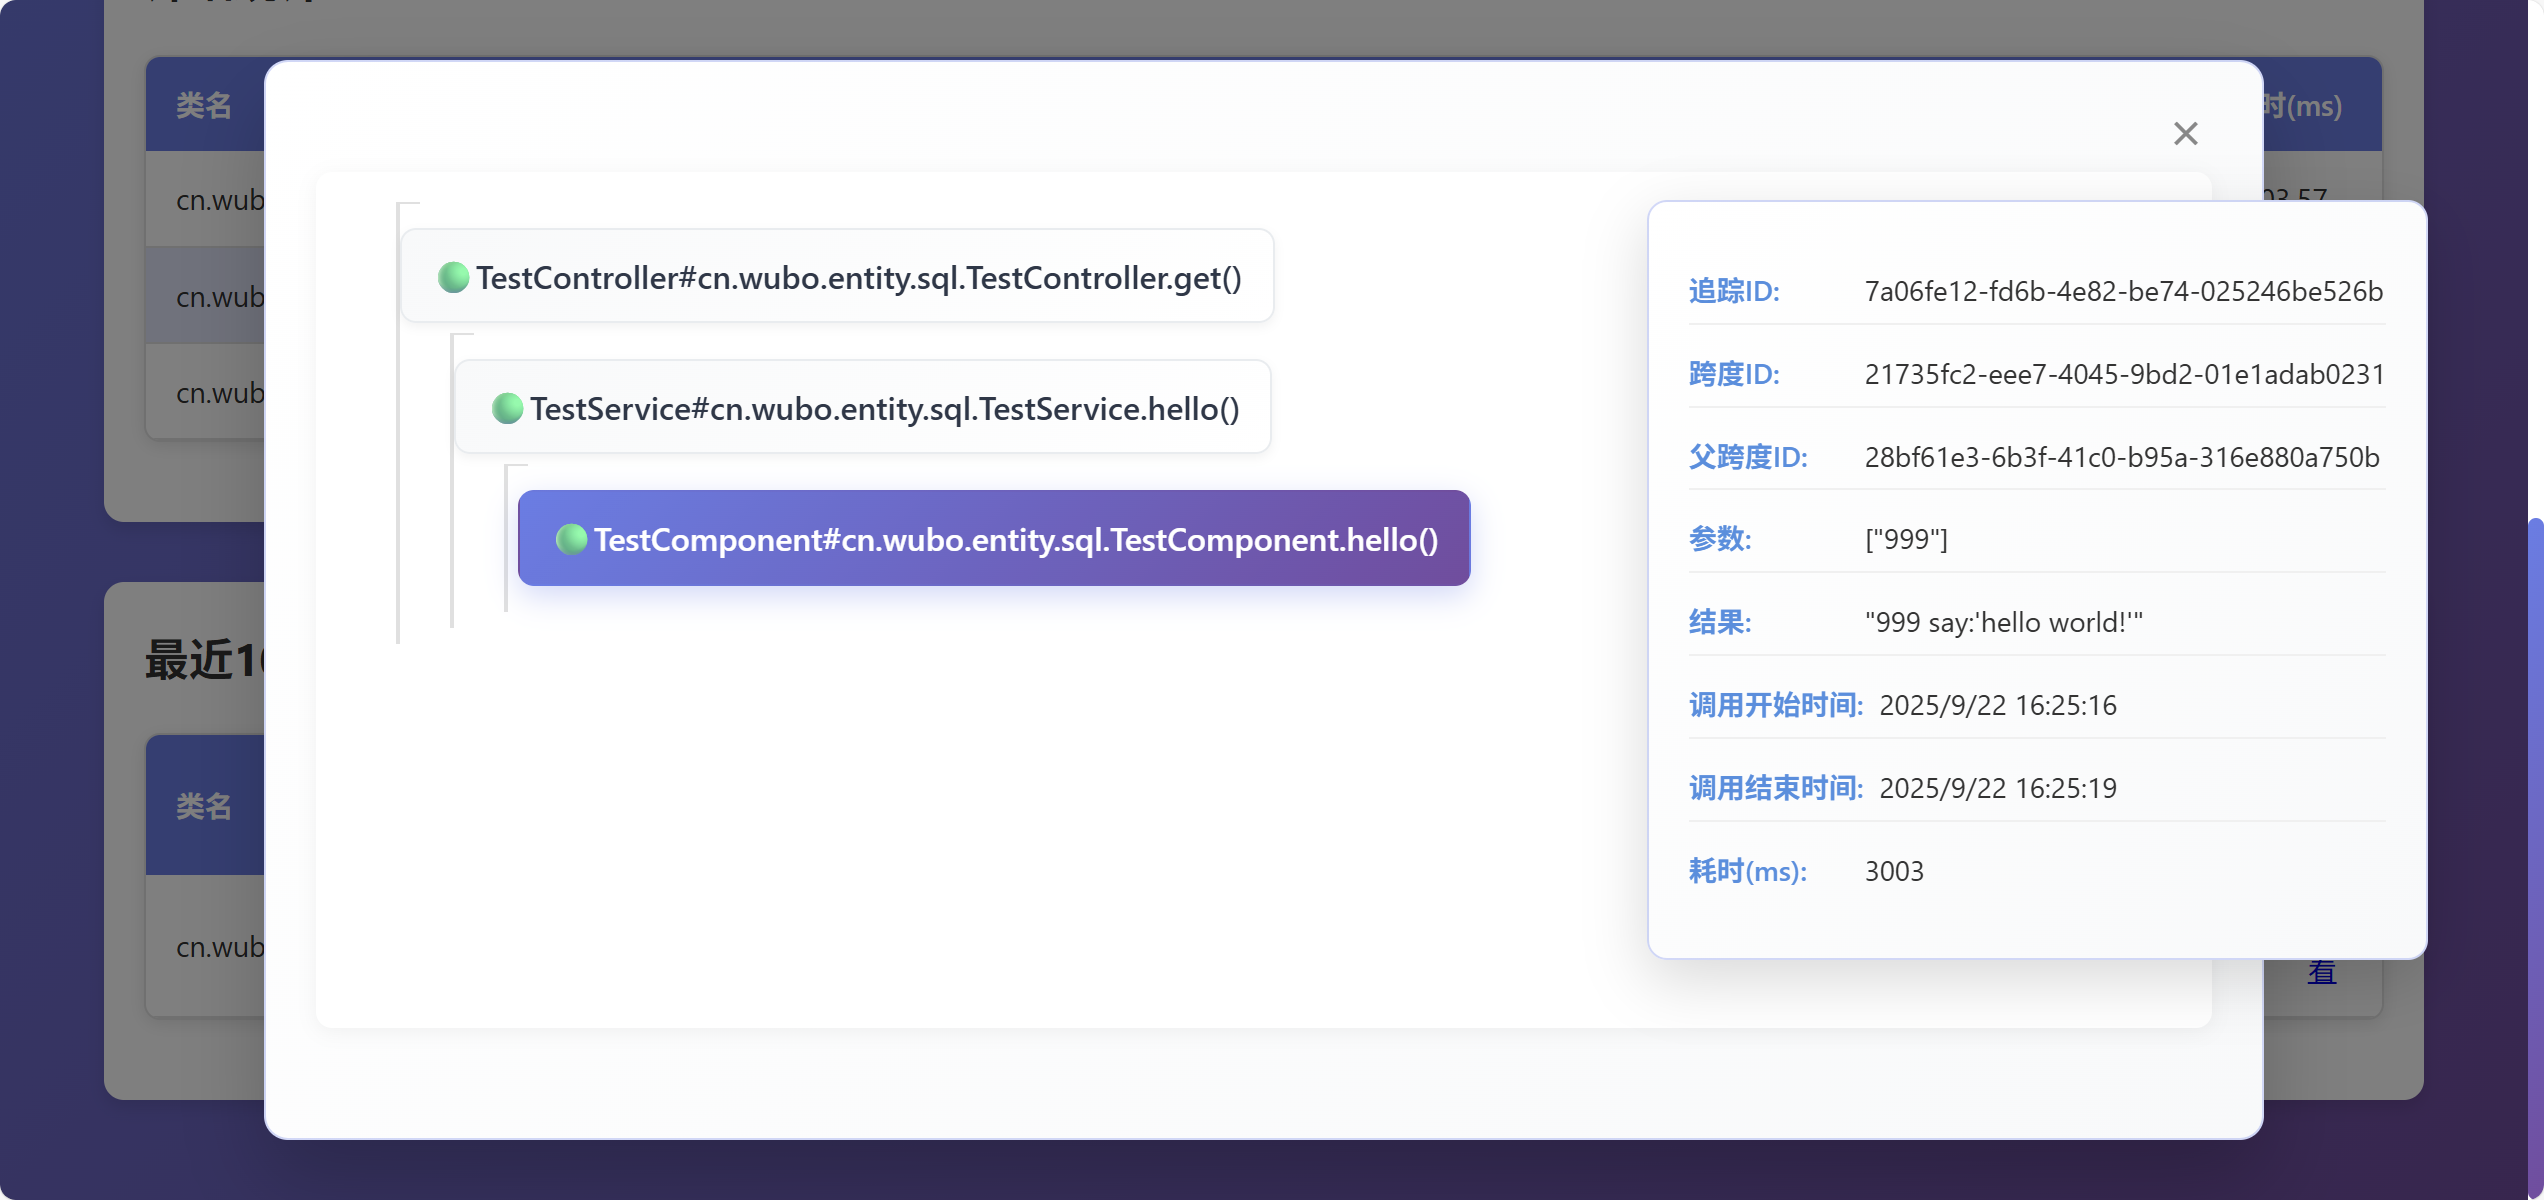 类名
时(ms)
cn.wub
cn.wub
cn.wub
TestController#cn.wubo.entity.sql.TestController.get()
TestService#cn.wubo.entity.sql.TestService.hello()
TestComponent#cn.wubo.entity.sql.TestComponent.hello()
追踪ID: 7a06fe12-fd6b-4e82-be74-025246be526b
跨度ID: 21735fc2-eee7-4045-9bd2-01e1adab0231
父跨度ID: 28bf61e3-6b3f-41c0-b95a-316e880a750b
参数: ["999"]
结果: "999 say:'hello world!'"
调用开始时间: 2025/9/22 16:25:16
调用结束时间: 2025/9/22 16:25:19
耗时(ms): 3003
最近1
类名
cn.wub
看